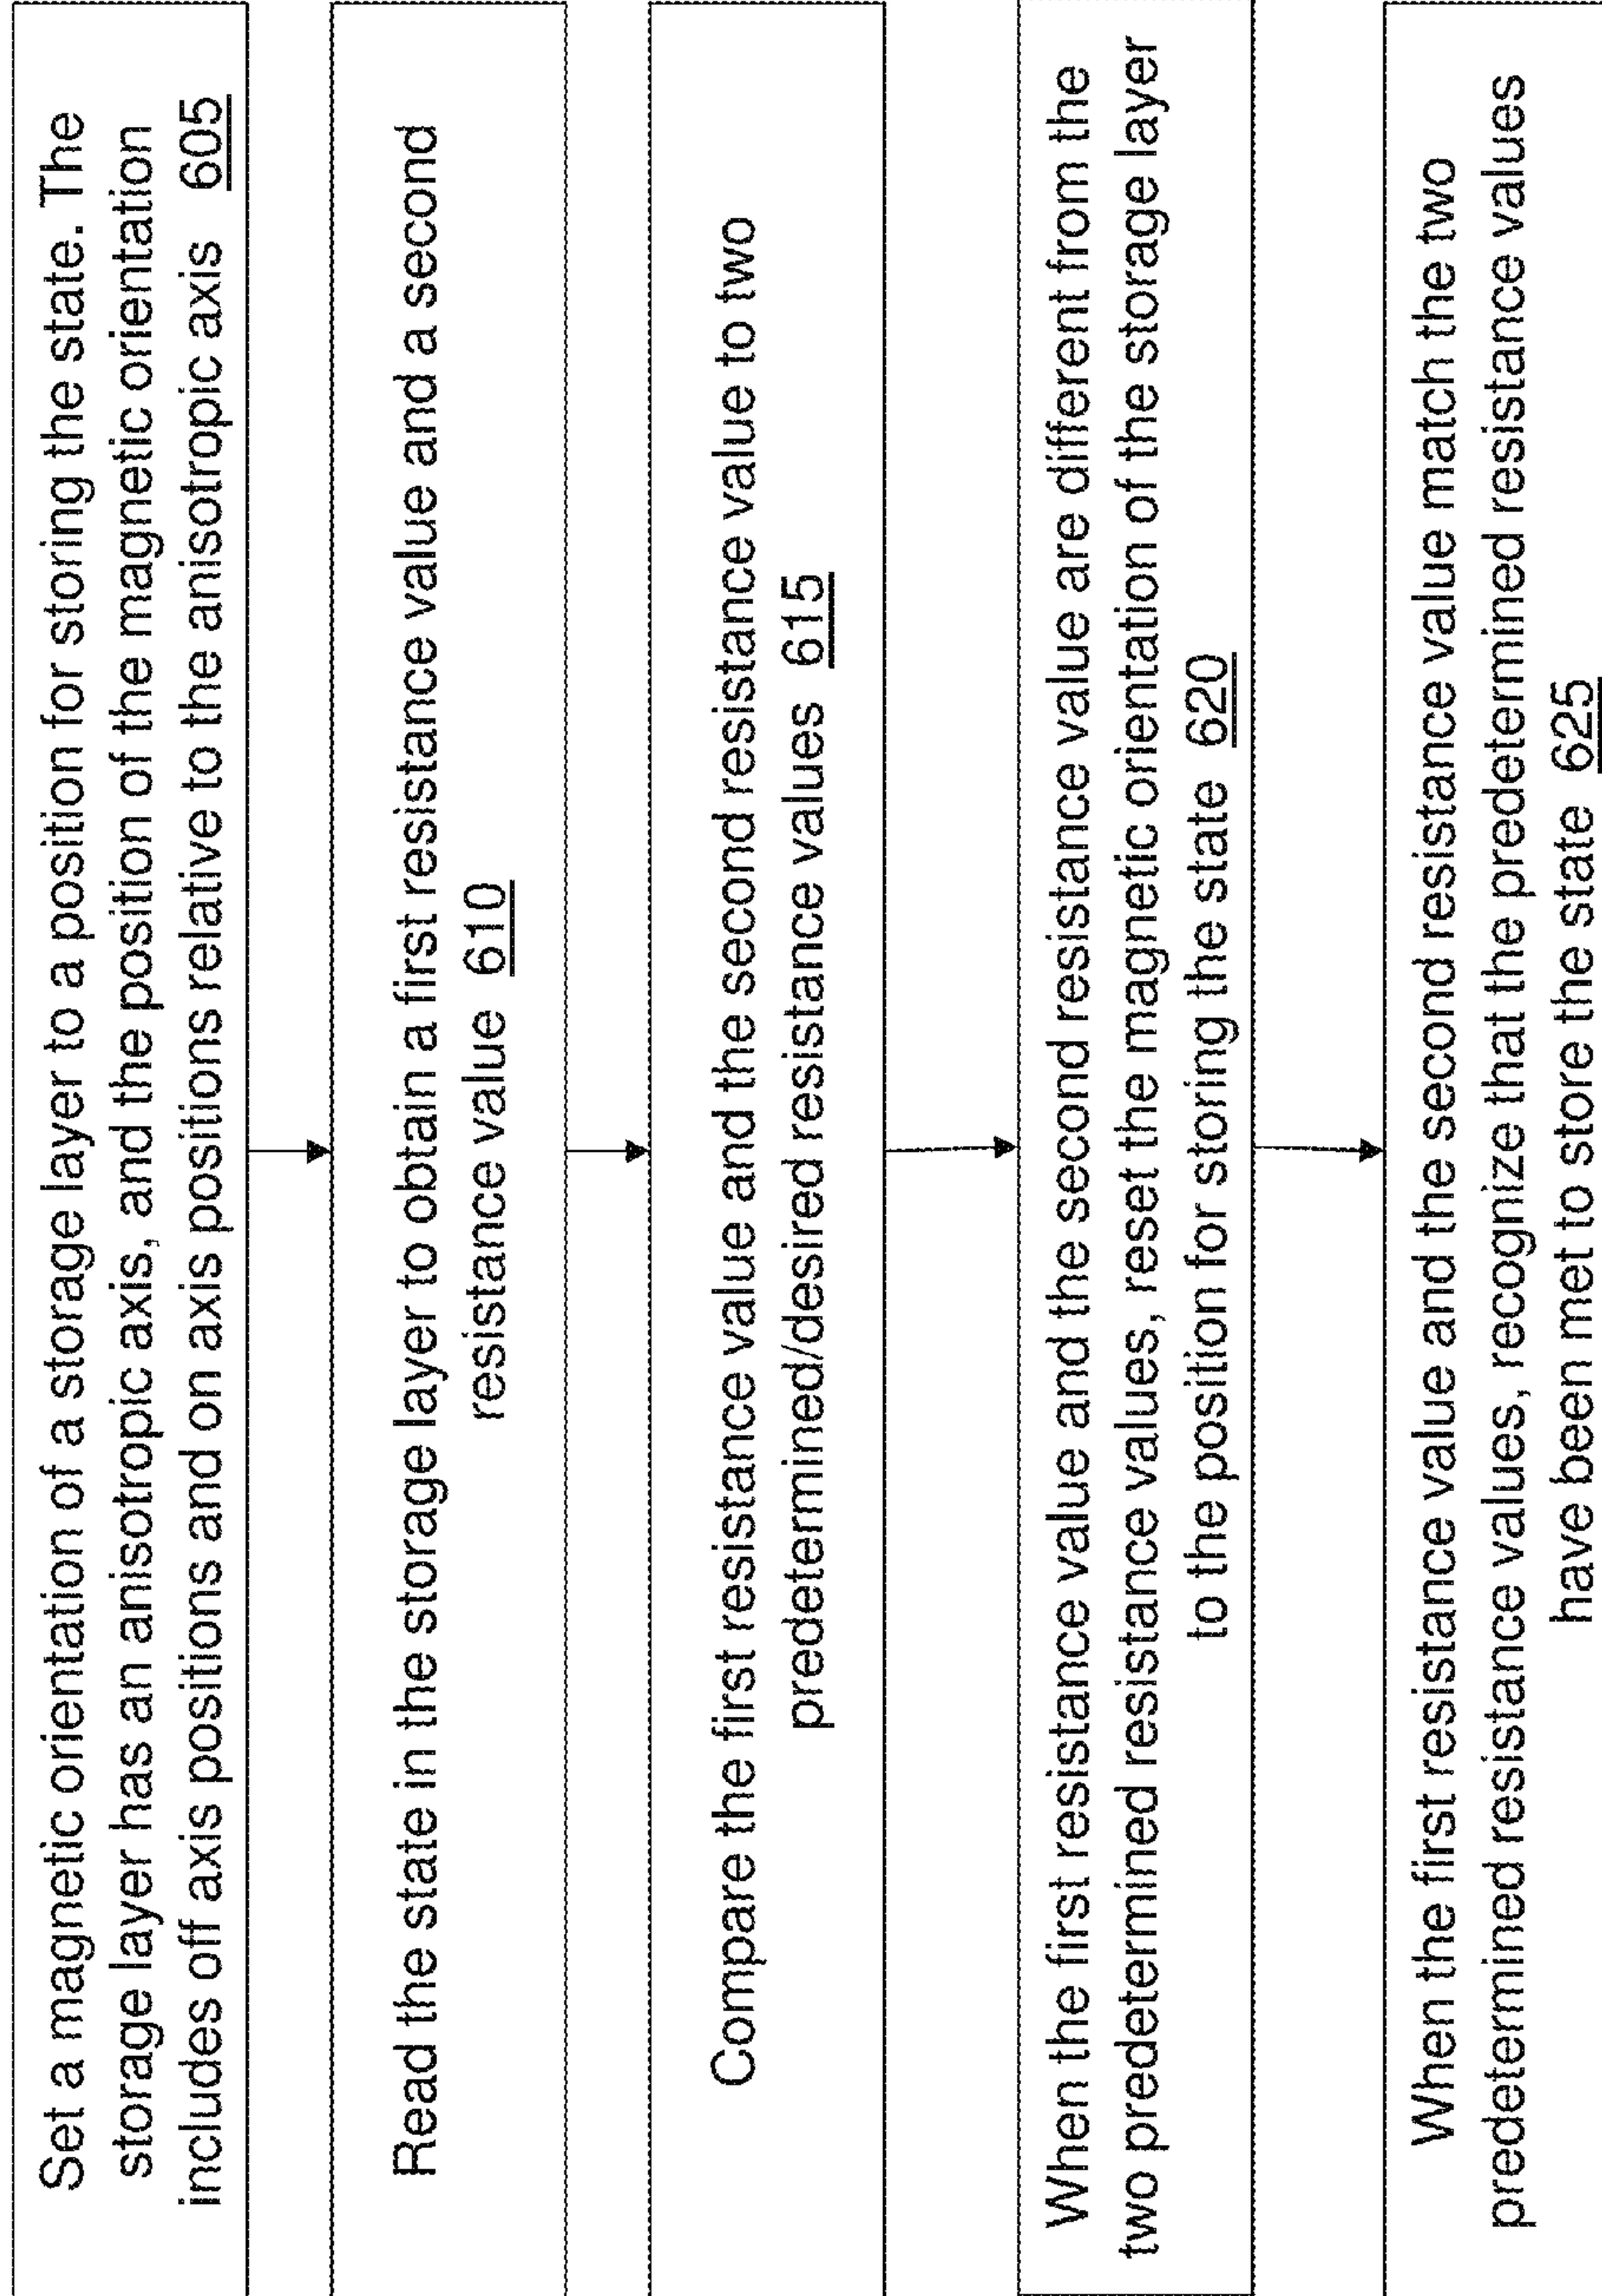 Set a magnetic orientation of a storage layer to a position for storing the state. The
storage layer has an anisotropic axis, and the position of the magnetic orientation
includes off axis positions and on axis positions relative to the anisotropic axis 605
Read the state in the storage layer to obtain a first resistance value and a second
resistance value 610
Compare the first resistance value and the second resistance value to two
predetermined/desired resistance values 615
When the first resistance value and the second resistance value are different from the
two predetermined resistance values, reset the magnetic orientation of the storage layer
to the position for storing the state 620
When the first resistance value and the second resistance value match the two
predetermined resistance values, recognize that the predetermined resistance values
have been met to store the state 625